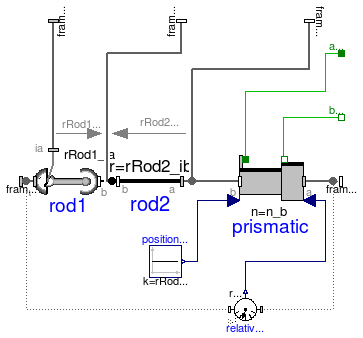 fram...
fram...
fram...
a...
rRod1...
rRod2...
b...
ia
rRod1_
a
r=rRod2_ib
fram...
b
b
a
b
a
fram...
rod1
rod2
n=n_b
prismatic
position...
k=rRod...
r...
relativ...